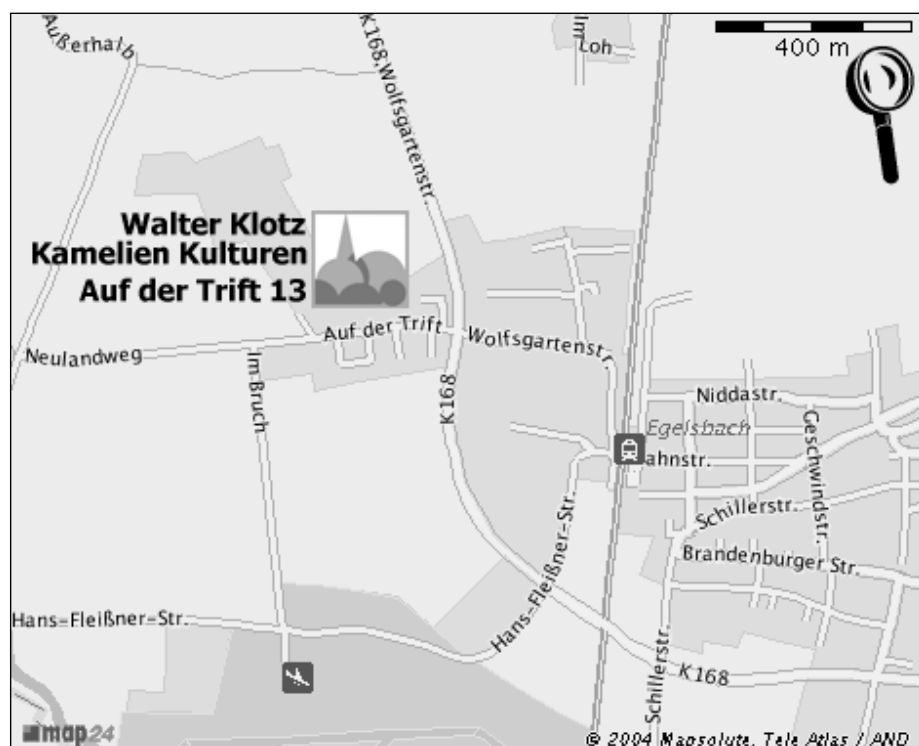 Außerhalb
K168,Wolfsgartenstr.
Im
Loh
400 m
Walter Klotz
Kamelien Kulturen
Auf der Trift 13
Neulandweg
Auf der Trift
Wolfsgartenstr.
Im Bruch
K168
Niddastr.
Egelsbach
ahnstr.
Geschwindstr.
Schillerstr.
Brandenburger Str.
Hans-Fleißner-Str.
Hans-Fleißner-Str.
Schillerstr.
K168
map24
© 2004 Mapsolute, Tele Atlas / AND